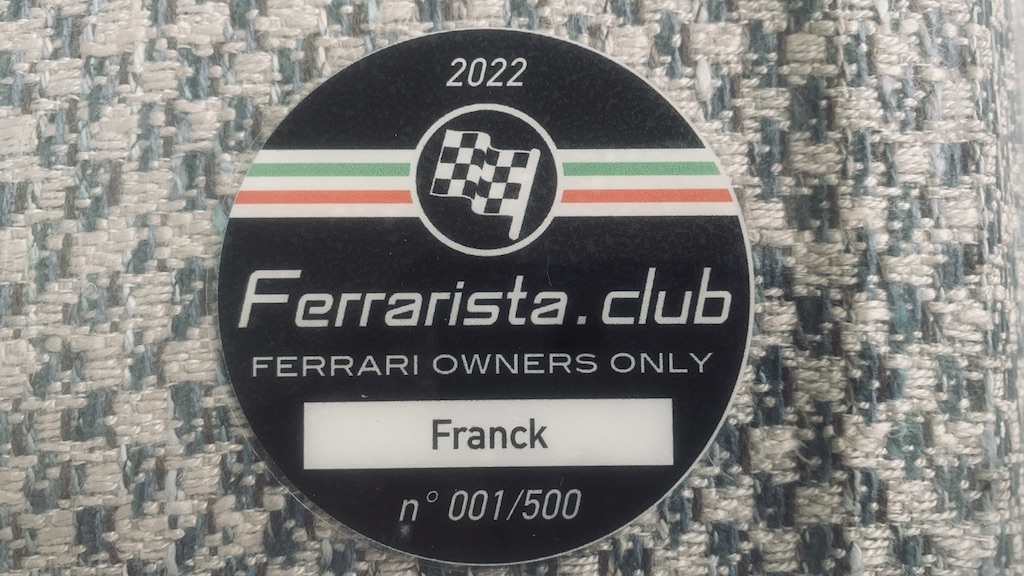 2022
Ferrarista.club
FERRARI OWNERS ONLY
Franck
n° 001/500